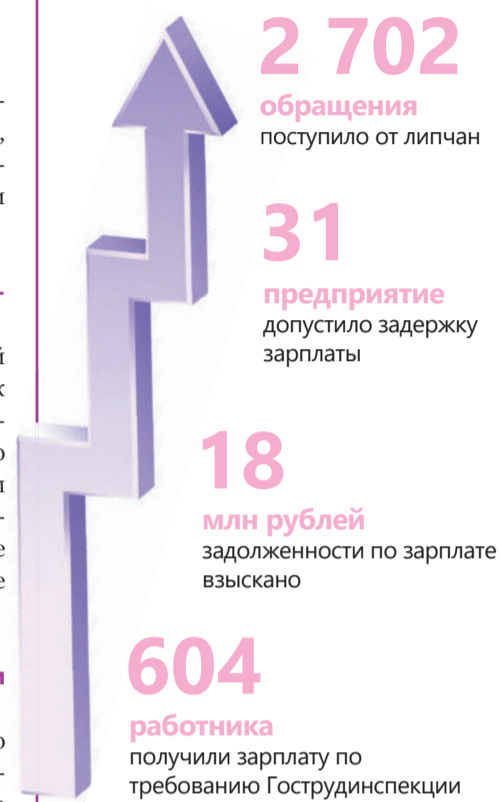 2 702
обращения
поступило от липчан
31
предприятие
допустило задержку
зарплаты
18
млн рублей
задолженности по зарплате
взыскано
604
работника
получили зарплату по
требованию Гострудинспекции